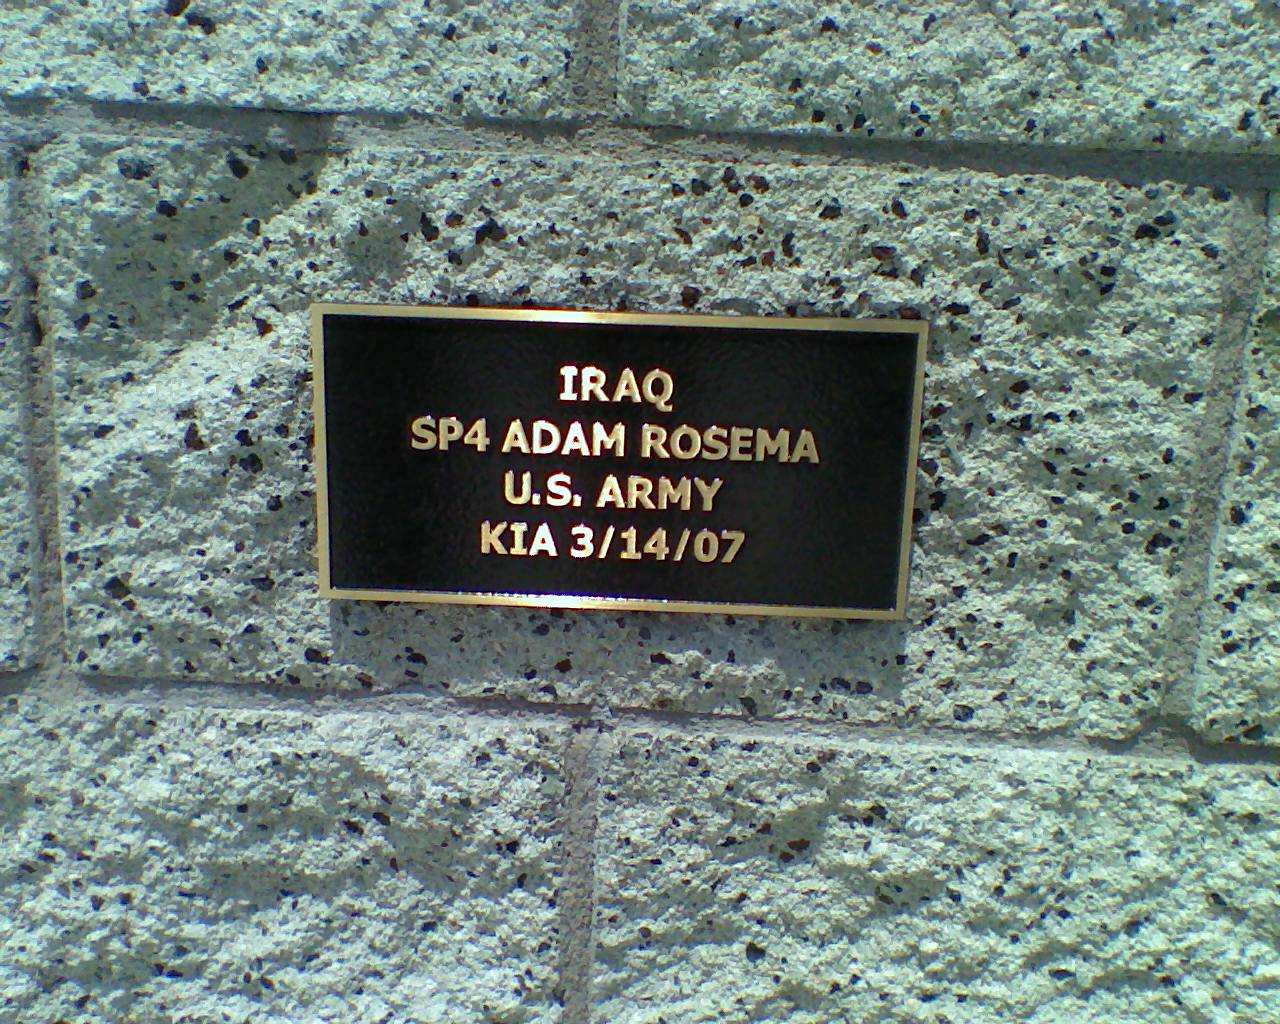 IRAQ
SP4 ADAM ROSEMA
U.S. ARMY
KIA 3/14/07